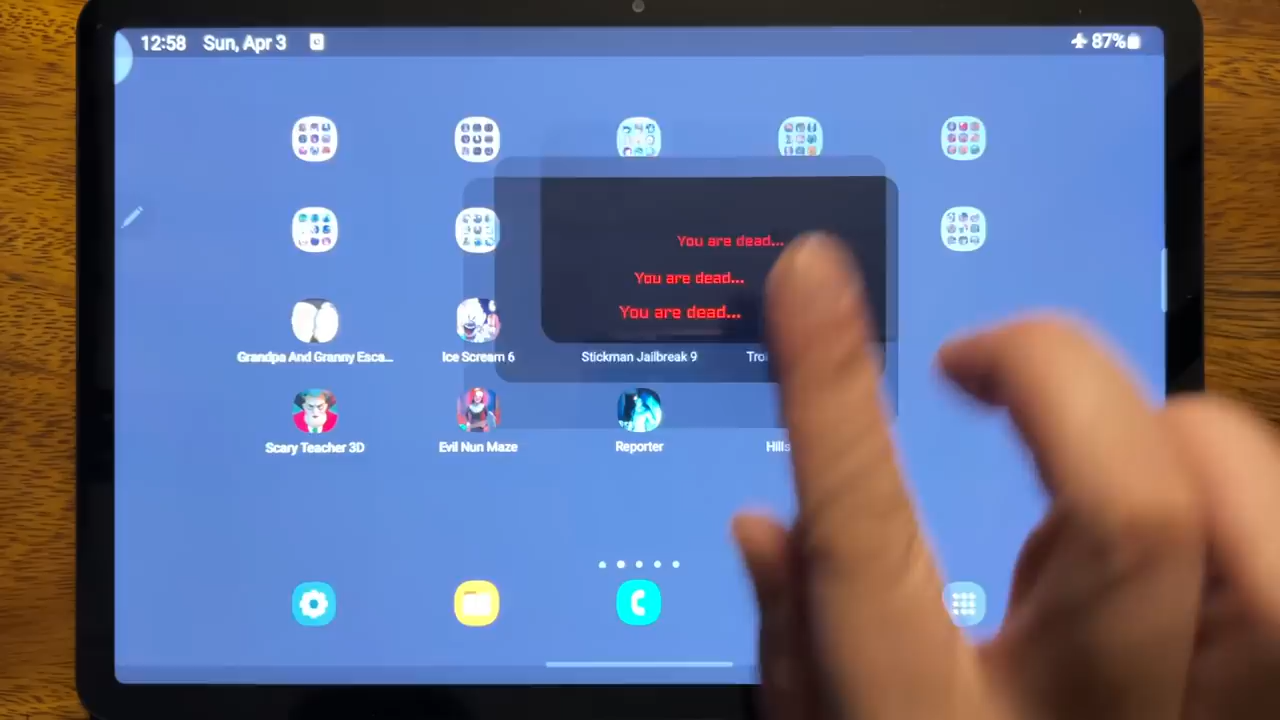 12:58 Sun, Apr 3
87%
You are dead...
You are dead...
You are dead...
Grandpa And Granny Esca...
Ice Scream 6
Stickman Jailbreak 9
Scary Teacher 3D
Evil Nun Maze
Reporter